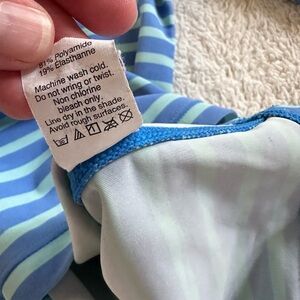 81% Polyamide
19% Elasthanne
Machine wash cold.
Do not wring or twist.
Non chlorine
bleach only.
Line dry in the shade.
Avoid rough surfaces.